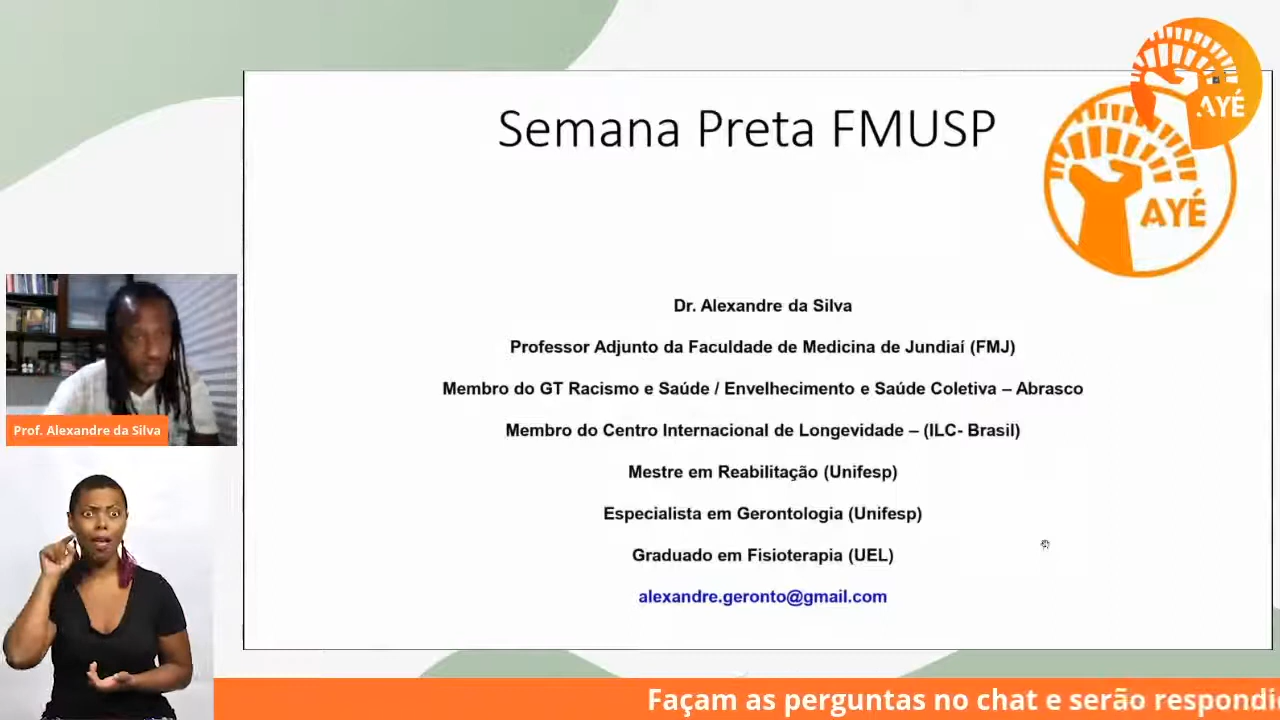 Semana Preta FMUSP
AYÉ
AYÉ
Dr. Alexandre da Silva
Professor Adjunto da Faculdade de Medicina de Jundiaí (FMJ)
Membro do GT Racismo e Saúde / Envelhecimento e Saúde Coletiva – Abrasco
Membro do Centro Internacional de Longevidade – (ILC- Brasil)
Mestre em Reabilitação (Unifesp)
Especialista em Gerontologia (Unifesp)
Graduado em Fisioterapia (UEL)
alexandre.geronto@gmail.com
Prof. Alexandre da Silva
Façam as perguntas no chat e serão respondi